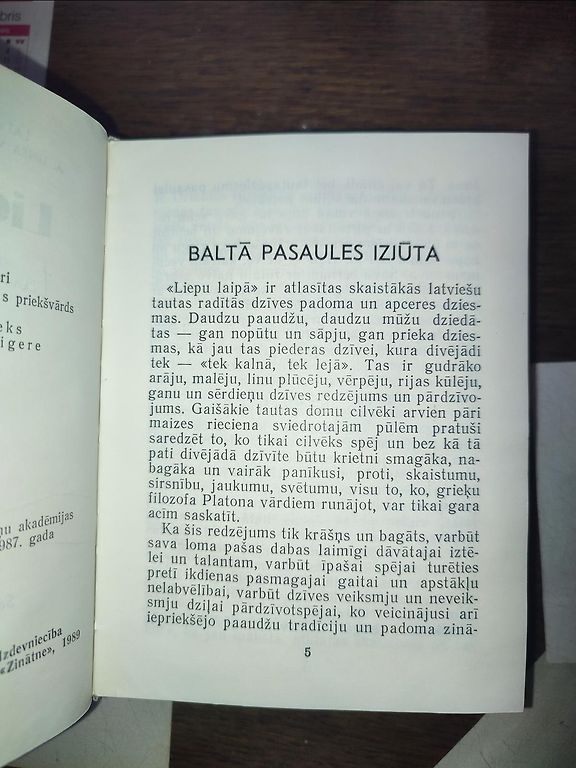 bris
Lie
ri
s priekšvārds
eks
īgere
ņu akadēmijas
987. gada
Izdevniecība
«Zinātne», 1989
BALTĀ PASAULES IZJŪTA
«Liepu laipā» ir atlasītas skaistākās latviešu
tautas radītās dzīves padoma un apceres dzies-
mas. Daudzu paaudžu, daudzu mūžu dziedā-
tas — gan nopūtu un sāpju, gan prieka dzies-
mas, kā jau tas piederas dzīvei, kura divējādi
tek — «tek kalnā, tek lejā». Tas ir gudrāko
arāju, malēju, linu plūcēju, vērpēju, rijas kūlēju,
ganu un sērdieņu dzīves redzējums un pārdzīvo-
jums. Gaišākie tautas domu cilvēki arvien pāri
maizes rieciena sviedrotajām pūlēm pratuši
saredzēt to, ko tikai cilvēks spēj un bez kā tā
pati divējādā dzīvīte būtu krietni smagāka, na-
bagāka un vairāk panīkusi, proti, skaistumu,
sirsnību, jaukumu, svētumu, visu to, ko, grieķu
filozofa Platona vārdiem runājot, var tikai gara
acīm saskatīt.
Ka šis redzējums tik krāšņs un bagāts, varbūt
sava loma pašas dabas laimīgi dāvātajai iztē-
lei un talantam, varbūt īpašai spējai turēties
pretī ikdienas pasmagajai gaitai un apstākļu
nelabvēlībai, varbūt dzīves veiksmju un neveik-
smju dziļai pārdzīvotspējai, ko veicinājusi arī
iepriekšējo paaudžu tradīciju un padoma zinā-
5